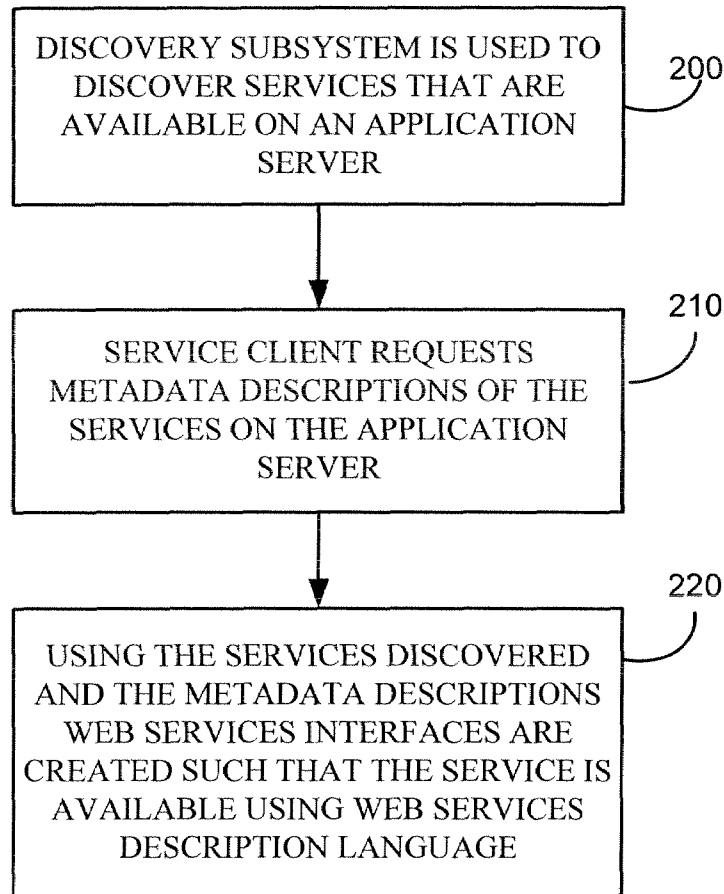 DISCOVERY SUBSYSTEM IS USED TO
DISCOVER SERVICES THAT ARE
AVAILABLE ON AN APPLICATION
SERVER
200
SERVICE CLIENT REQUESTS
METADATA DESCRIPTIONS OF THE
SERVICES ON THE APPLICATION
SERVER
210
USING THE SERVICES DISCOVERED
AND THE METADATA DESCRIPTIONS
WEB SERVICES INTERFACES ARE
CREATED SUCH THAT THE SERVICE IS
AVAILABLE USING WEB SERVICES
DESCRIPTION LANGUAGE
220